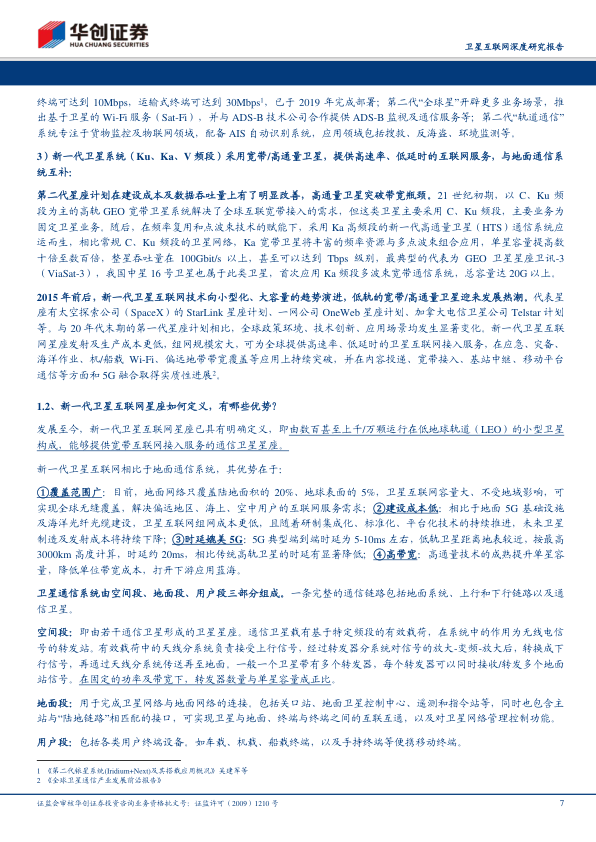 华创证券
HUA CHUANG SECURITIES
卫星互联网深度研究报告
终端可达到 10Mbps，运输式终端可达到 30Mbps¹，已于 2019 年完成部署；第二代“全球星”开辟更多业务场景，推
出基于卫星的 Wi-Fi 服务（Sat-Fi），并与 ADS-B 技术公司合作提供 ADS-B 监视及通信服务等；第二代“轨道通信”
系统专注于货物监控及物联网领域，配备 AIS 自动识别系统，应用领域包括搜救、反海盗、环境监测等。
3）新一代卫星系统（Ku、Ka、V 频段）采用宽带/高通量卫星，提供高速率、低延时的互联网服务，与地面通信系
统互补：
第二代星座计划在建设成本及数据吞吐量上有了明显改善，高通量卫星突破带宽瓶颈。21 世纪初期，以 C、Ku 频
段为主的高轨 GEO 宽带卫星系统解决了全球互联宽带接入的需求，但这类卫星主要采用 C、Ku 频段，主要业务为
固定卫星业务。随后，在频率复用和点波束技术的赋能下，采用 Ka 高频段的新一代高通量卫星（HTS）通信系统应
运而生，相比常规 C、Ku 频段的卫星网络，Ka 宽带卫星将丰富的频率资源与多点波束组合应用，单星容量提高数
十倍至数百倍，整星吞吐量在 100Gbit/s 以上，甚至可以达到 Tbps 级别，最典型的代表为 GEO 卫星星座卫讯-3
（ViaSat-3），我国中星 16 号卫星也属于此类卫星，首次应用 Ka 频段多波束宽带通信系统，总容量达 20G以上。
2015 年前后，新一代卫星互联网技术向小型化、大容量的趋势演进，低轨的宽带/高通量卫星迎来发展热潮。代表星
座有太空探索公司（SpaceX）的 StarLink 星座计划、一网公司 OneWeb 星座计划、加拿大电信卫星公司 Telstar 计划
等。与 20 年代末期的第一代星座计划相比，全球政策环境、技术创新、应用场景均发生显著变化。新一代卫星互联
网星座发射及生产成本更低，组网规模宏大，可为全球提供高速率、低延时的卫星互联网接入服务，在应急、灾备、
海洋作业、机/船载 Wi-Fi、偏远地带带宽覆盖等应用上持续突破，并在内容投递、宽带接入、基站中继、移动平台
通信等方面和 5G 融合取得实质性进展²。
1.2、新一代卫星互联网星座如何定义，有哪些优势？
发展至今，新一代卫星互联网星座已具有明确定义，即由数百甚至上千/万颗运行在低地球轨道（LEO）的小型卫星
构成，能够提供宽带互联网接入服务的通信卫星星座。
新一代卫星互联网相比于地面通信系统，其优势在于：
①覆盖范围广：目前，地面网络只覆盖陆地面积的 20%、地球表面的 5%，卫星互联网容量大、不受地域影响，可
实现全球无缝覆盖，解决偏远地区、海上、空中用户的互联网服务需求；②建设成本低：相比于地面 5G 基础设施
及海洋光纤光缆建设，卫星互联网组网成本更低，且随着研制集成化、标准化、平台化技术的持续推进，未来卫星
制造及发射成本将持续下降；③时延媲美 5G：5G 典型端到端时延为 5-10ms 左右，低轨卫星距离地表较近，按最高
3000km 高度计算，时延约 20ms，相比传统高轨卫星的时延有显著降低；④高带宽：高通量技术的成熟提升单星容
量，降低单位带宽成本，打开下游应用蓝海。
卫星通信系统由空间段、地面段、用户段三部分组成。一条完整的通信链路包括地面系统、上行和下行链路以及通
信卫星。
空间段：即由若干通信卫星形成的卫星星座。通信卫星载有基于特定频段的有效载荷，在系统中的作用为无线电信
号的转发站。有效载荷中的天线分系统负责接受上行信号，经过转发器分系统对信号的放大-变频-放大后，转换成下
行信号，再通过天线分系统传送再至地面。一般一个卫星带有多个转发器，每个转发器可以同时接收/转发多个地面
站信号。在固定的功率及带宽下，转发器数量与单星容量成正比。
地面段：用于完成卫星网络与地面网络的连接。包括关口站、地面卫星控制中心、遥测和指令站等，同时也包含主
站与“陆地链路”相匹配的接口，可实现卫星与地面、终端与终端之间的互联互通，以及对卫星网络管理控制功能。
用户段：包括各类用户终端设备。如车载、机载、船载终端，以及手持终端等便携移动终端。
1 《第二代铱星系统(Iridium+Next)及其搭载应用概况》吴建军等
2 《全球卫星通信产业发展前沿报告》
证监会审核华创证券投资咨询业务资格批文号：证监许可（2009）1210 号
7